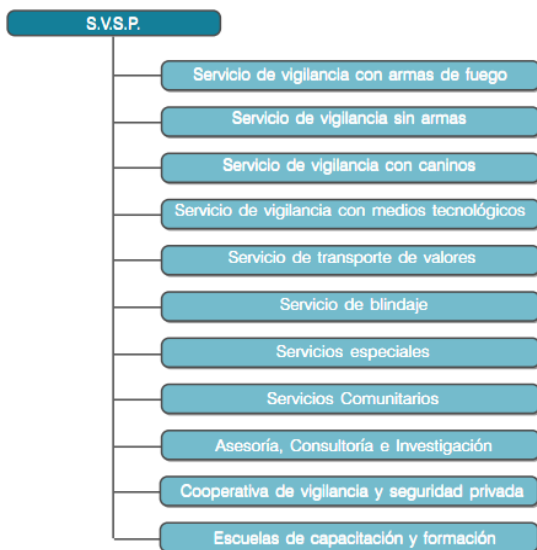 S.V.S.P.
Servicio de vigilancia con armas de fuego
Servicio de vigilancia sin armas
Servicio de vigilancia con caninos
Servicio de vigilancia con medios tecnológicos
Servicio de transporte de valores
Servicio de blindaje
Servicios especiales
Servicios Comunitarios
Asesoría, Consultoría e Investigación
Cooperativa de vigilancia y seguridad privada
Escuelas de capacitación y formación